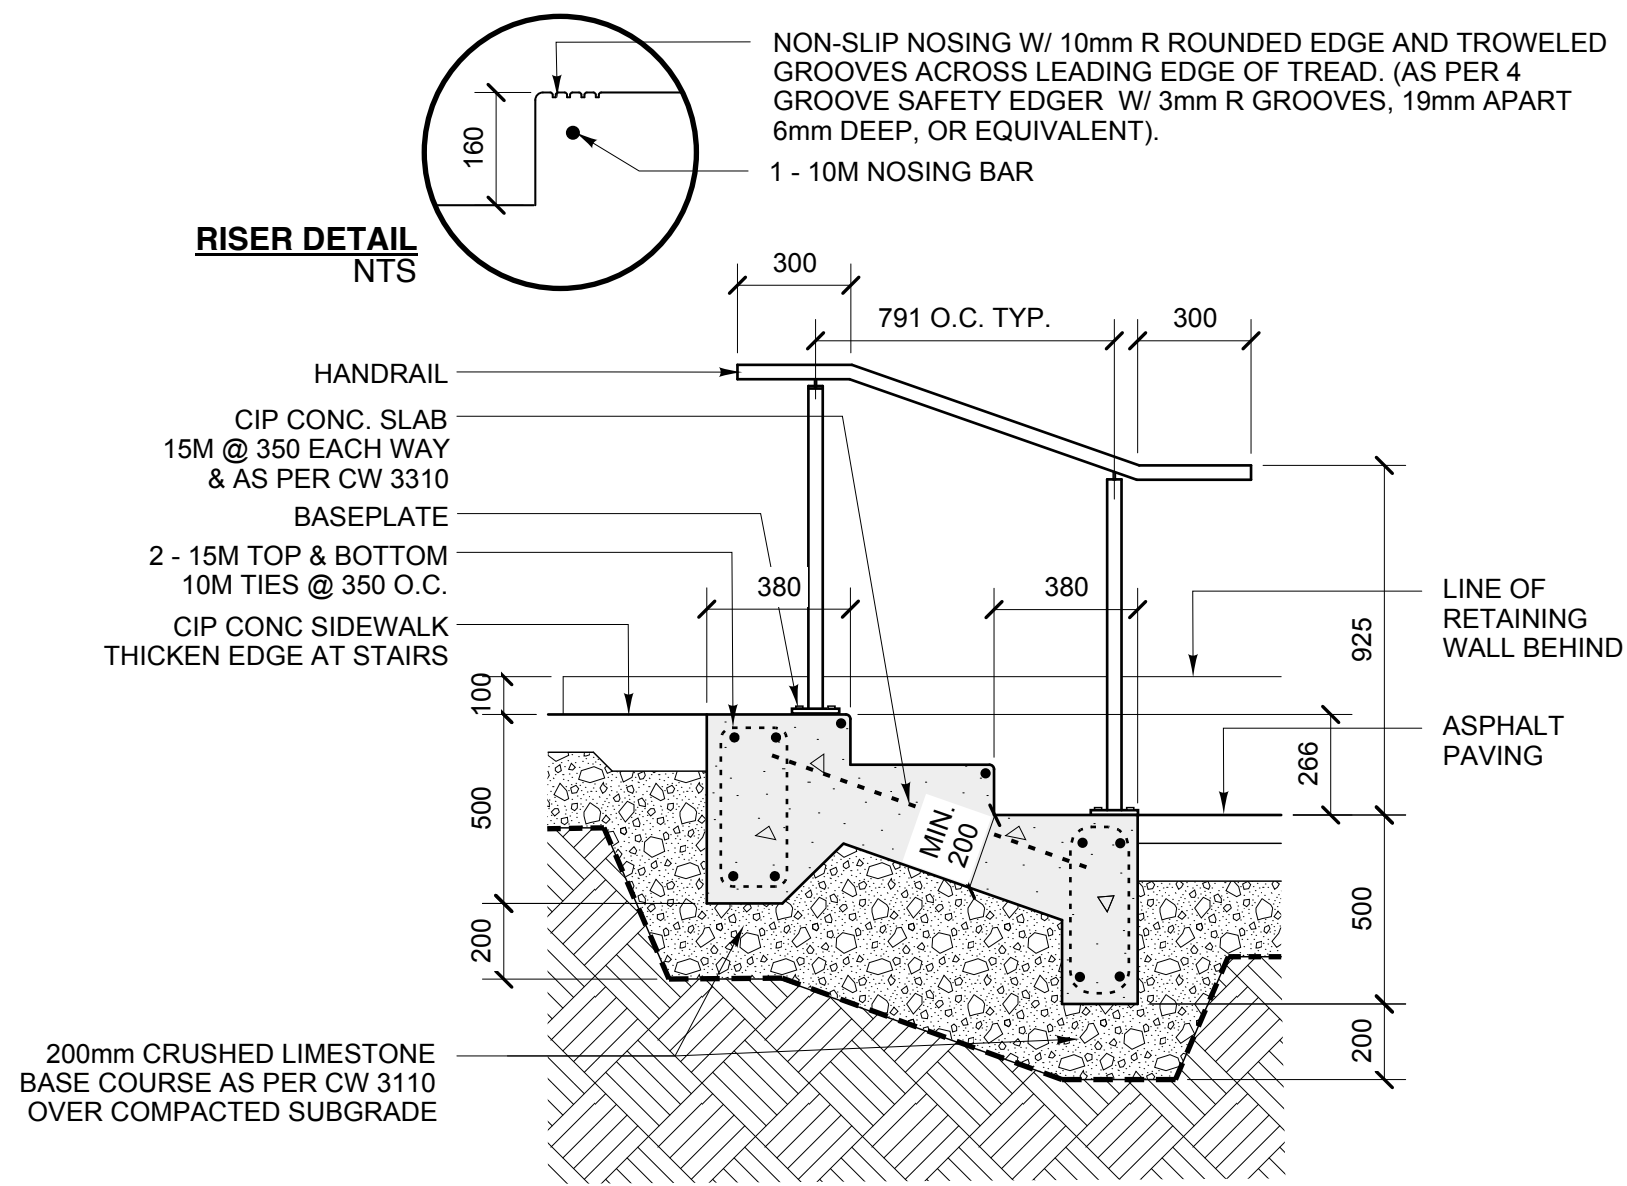 NON-SLIP NOSING W/ 10mm R ROUNDED EDGE AND TROWELED
GROOVES ACROSS LEADING EDGE OF TREAD. (AS PER 4
GROOVE SAFETY EDGER W/ 3mm R GROOVES, 19mm APART
6mm DEEP, OR EQUIVALENT).
160
1 - 10M NOSING BAR
RISER DETAIL
NTS
300
791 O.C. TYP.
300
HANDRAIL
CIP CONC. SLAB
15M @ 350 EACH WAY
& AS PER CW 3310
BASEPLATE
2 - 15M TOP & BOTTOM
10M TIES @ 350 O.C.
CIP CONC SIDEWALK
THICKEN EDGE AT STAIRS
380
380
LINE OF
RETAINING
WALL BEHIND
925
100
ASPHALT
PAVING
266
500
MIN.
200
500
200
200
200mm CRUSHED LIMESTONE
BASE COURSE AS PER CW 3110
OVER COMPACTED SUBGRADE